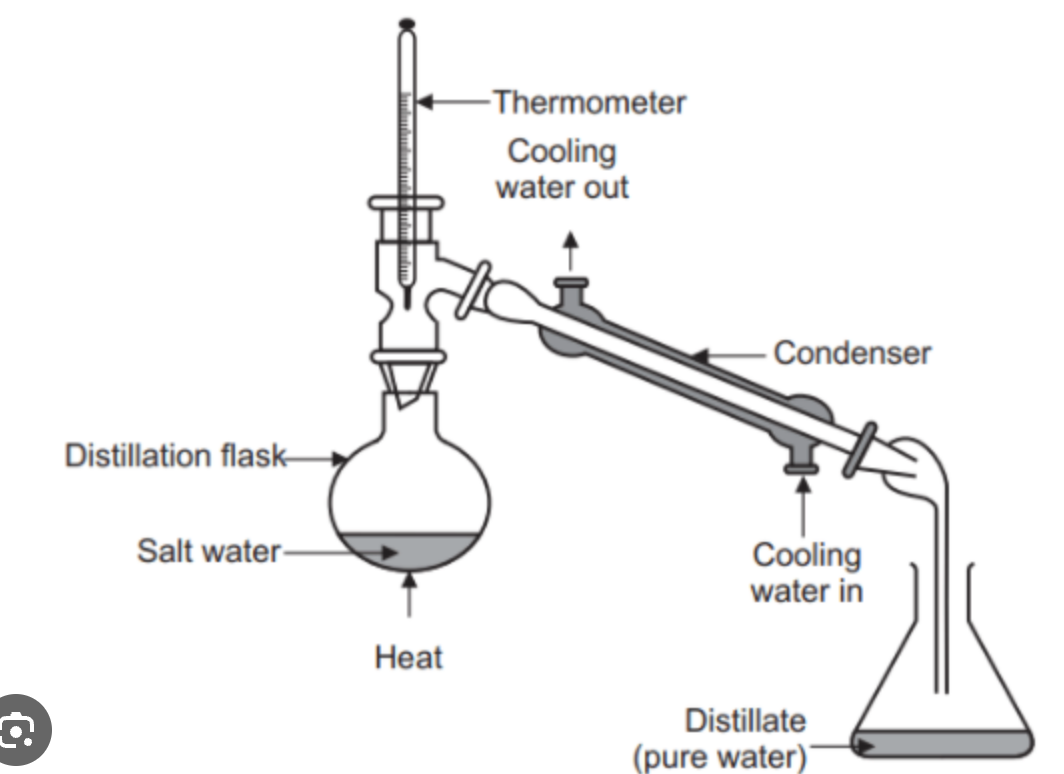 Thermometer
Cooling
water out
Condenser
Distillation flask
Salt water
Cooling
water in
Heat
Distillate
(pure water)